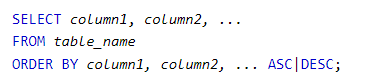 SELECT column1, column2, ...
FROM table_name
ORDER BY column1, column2, ... ASC|DESC;